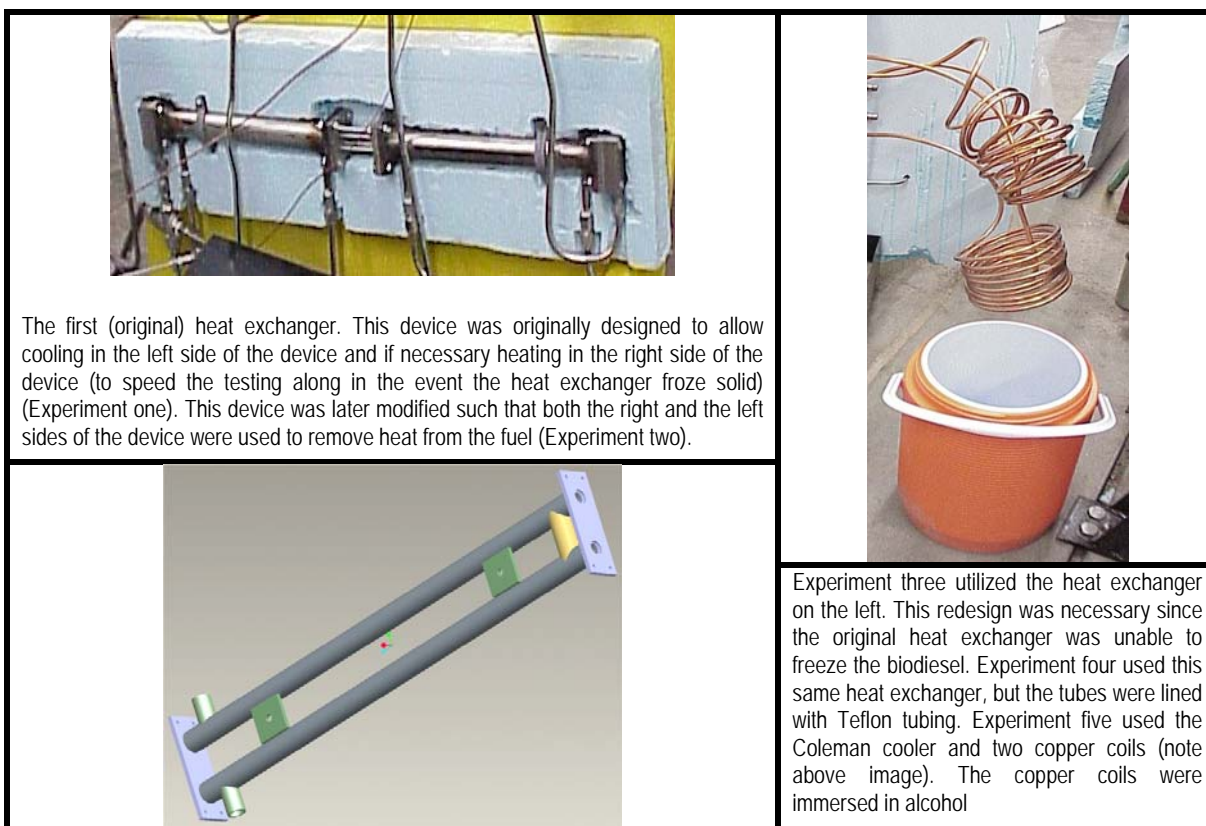 The first (original) heat exchanger. This device was originally designed to allow
cooling in the left side of the device and if necessary heating in the right side of the
device (to speed the testing along in the event the heat exchanger froze solid)
(Experiment one). This device was later modified such that both the right and the left
sides of the device were used to remove heat from the fuel (Experiment two).
Experiment three utilized the heat exchanger
on the left. This redesign was necessary since
the original heat exchanger was unable to
freeze the biodiesel. Experiment four used this
same heat exchanger, but the tubes were lined
with Teflon tubing. Experiment five used the
Coleman cooler and two copper coils (note
above image). The copper coils were
immersed in alcohol